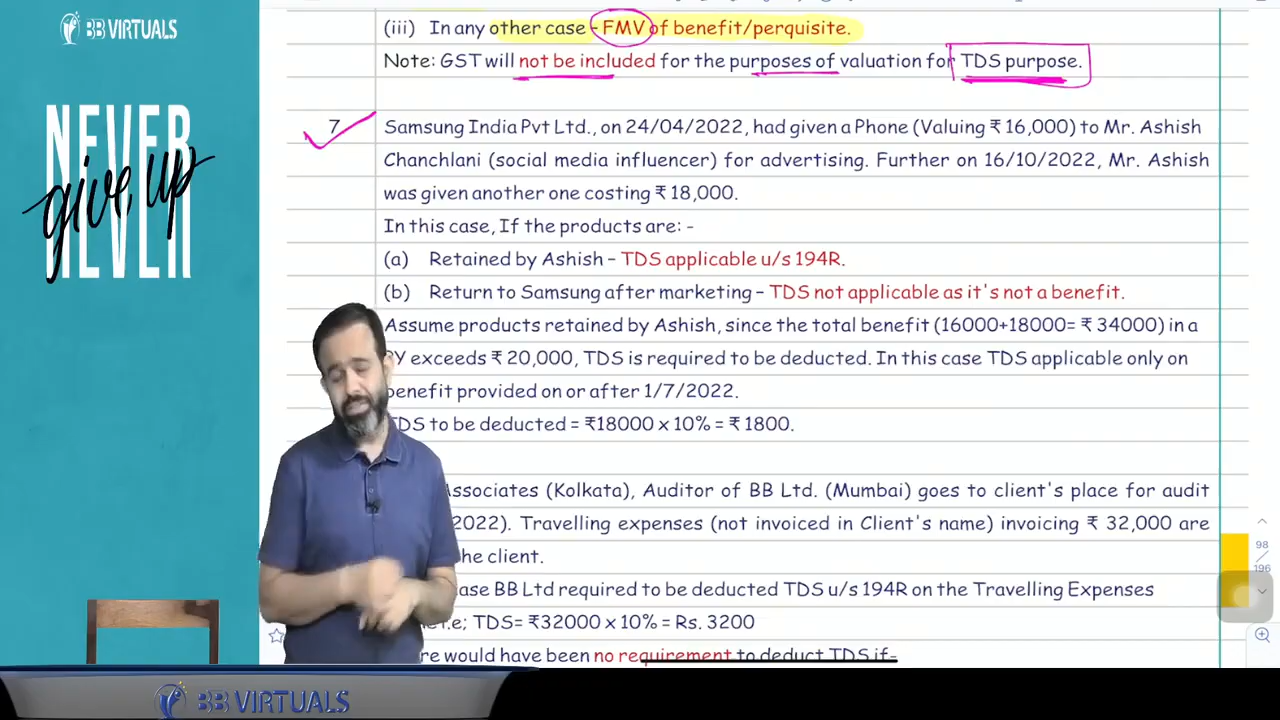 BB VIRTUALS
NEVER
give up
NEVER
(iii) In any other case - FMV of benefit/perquisite.
Note: GST will not be included for the purposes of valuation for TDS purpose.
7 Samsung India Pvt Ltd., on 24/04/2022, had given a Phone (Valuing ₹ 16,000) to Mr. Ashish
Chanchlani (social media influencer) for advertising. Further on 16/10/2022, Mr. Ashish
was given another one costing ₹ 18,000.
In this case, If the products are: -
(a) Retained by Ashish – TDS applicable u/s 194R.
(b) Return to Samsung after marketing – TDS not applicable as it's not a benefit.
Assume products retained by Ashish, since the total benefit (16000+18000= ₹ 34000) in a
exceeds ₹ 20,000, TDS is required to be deducted. In this case TDS applicable only on
benefit provided on or after 1/7/2022.
TDS to be deducted = ₹18000 x 10% = ₹ 1800.
Associates (Kolkata), Auditor of BB Ltd. (Mumbai) goes to client's place for audit
2022). Travelling expenses (not invoiced in Client's name) invoicing ₹ 32,000 are
the client.
BB Ltd required to be deducted TDS u/s 194R on the Travelling Expenses
TDS= ₹32000 x 10% = Rs. 3200
would have been no requirement to deduct TDS if-
98
196
BB VIRTUALS